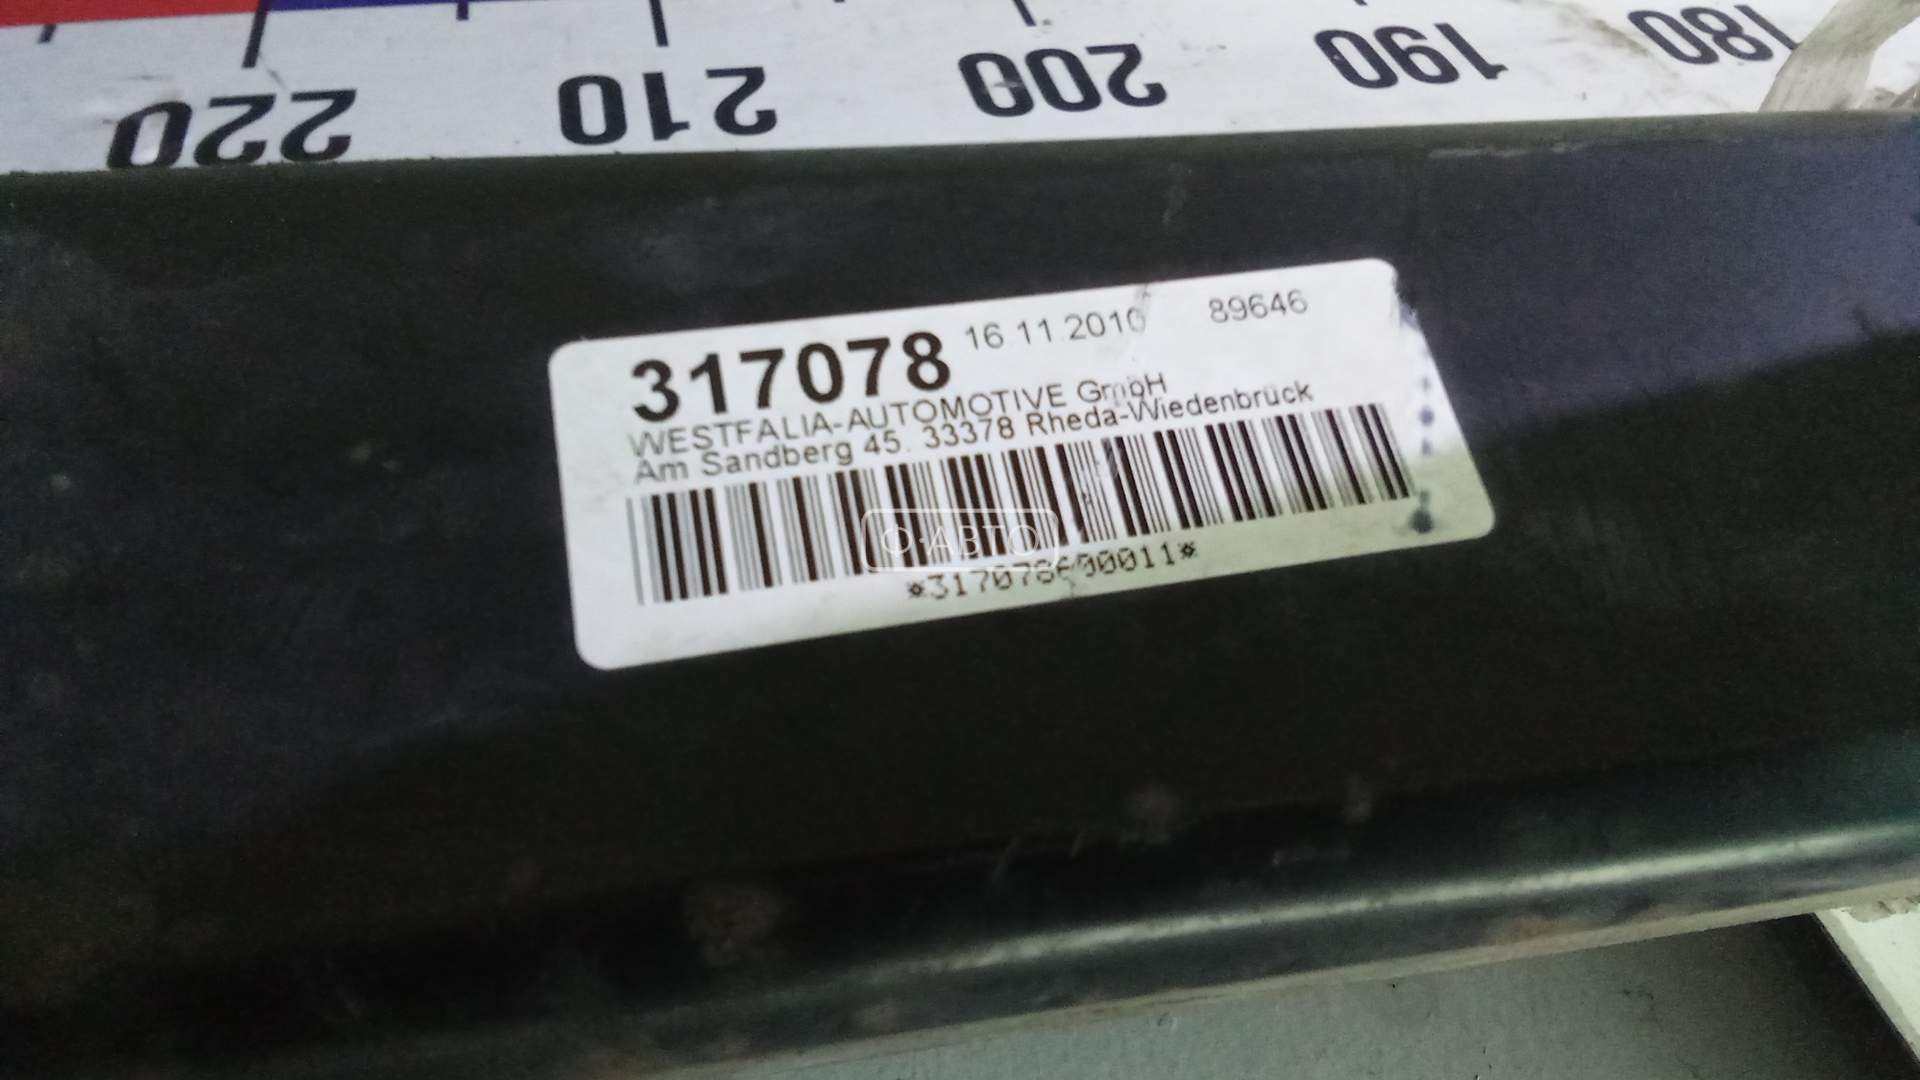 220 210 200 190 180
317078 16.11.2010 89646
WESTFALIA-AUTOMOTIVE GmbH
Am Sandberg 45. 33378 Rheda-Wiedenbrück
Ф·АВТО
*317078600011*